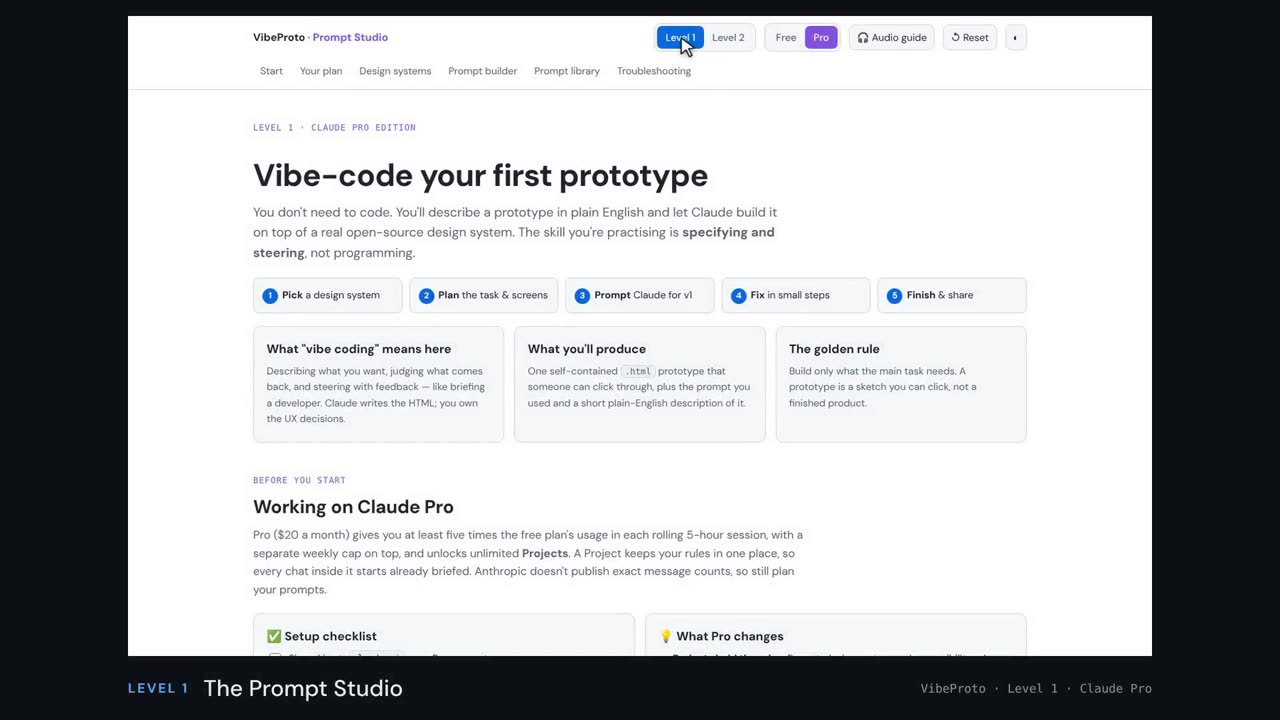 VibeProto · Prompt Studio
Level 1 Level 2 Free Pro 🎧 Audio guide Reset
Start Your plan Design systems Prompt builder Prompt library Troubleshooting
LEVEL 1 · CLAUDE PRO EDITION
Vibe-code your first prototype
You don't need to code. You'll describe a prototype in plain English and let Claude build it
on top of a real open-source design system. The skill you're practising is specifying and
steering, not programming.
1 Pick a design system
2 Plan the task & screens
3 Prompt Claude for v1
4 Fix in small steps
5 Finish & share
What "vibe coding" means here
Describing what you want, judging what comes
back, and steering with feedback — like briefing
a developer. Claude writes the HTML; you own
the UX decisions.
What you'll produce
One self-contained .html prototype that
someone can click through, plus the prompt you
used and a short plain-English description of it.
The golden rule
Build only what the main task needs. A
prototype is a sketch you can click, not a
finished product.
BEFORE YOU START
Working on Claude Pro
Pro ($20 a month) gives you at least five times the free plan's usage in each rolling 5-hour session, with a
separate weekly cap on top, and unlocks unlimited Projects. A Project keeps your rules in one place, so
every chat inside it starts already briefed. Anthropic doesn't publish exact message counts, so still plan
your prompts.
✅ Setup checklist
💡 What Pro changes
LEVEL 1 The Prompt Studio
VibeProto · Level 1 · Claude Pro